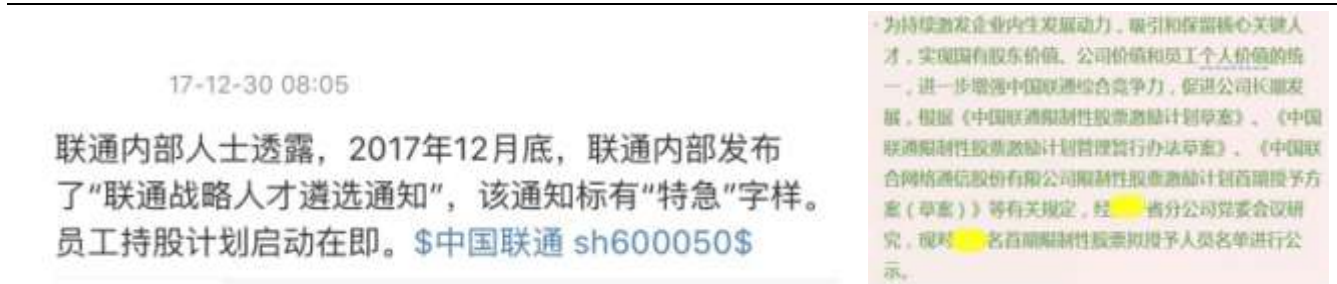 17-12-30 08:05
联通内部人士透露，2017年12月底，联通内部发布
了“联通战略人才遴选通知”，该通知标有“特急”字样。
员工持股计划启动在即。$中国联通 sh600050$
为持续激发企业内生发展动力，吸引和保留核心关键人
才，实现国有股东价值、公司价值和员工个人价值的统
一，进一步增强中国联通综合竞争力，促进公司长期发
展，根据《中国联通限制性股票激励计划草案》、《中国
联通限制性股票激励计划管理暂行办法草案》、《中国联
合网络通信股份有限公司限制性股票激励计划首期授予方
案（草案）》等有关规定，经 省分公司党委会议研
究，现对 名首期限制性股票拟授予人员名单进行公
示。